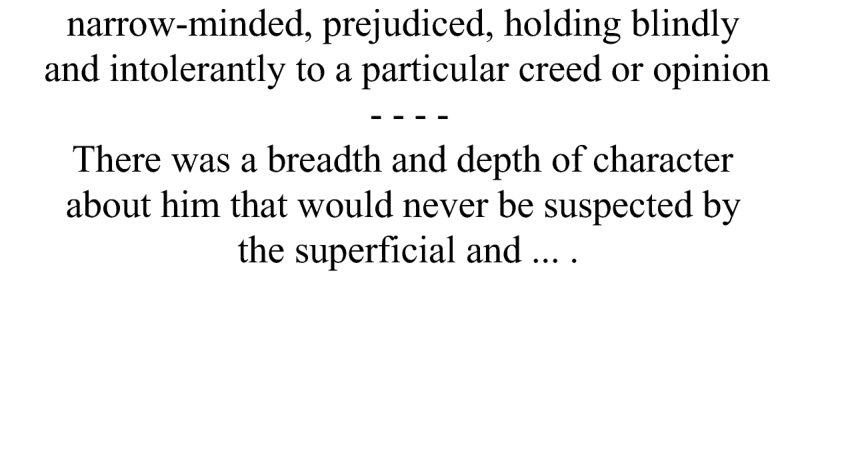 narrow-minded, prejudiced, holding blindly
and intolerantly to a particular creed or opinion
- - - -
There was a breadth and depth of character
about him that would never be suspected by
the superficial and ... .